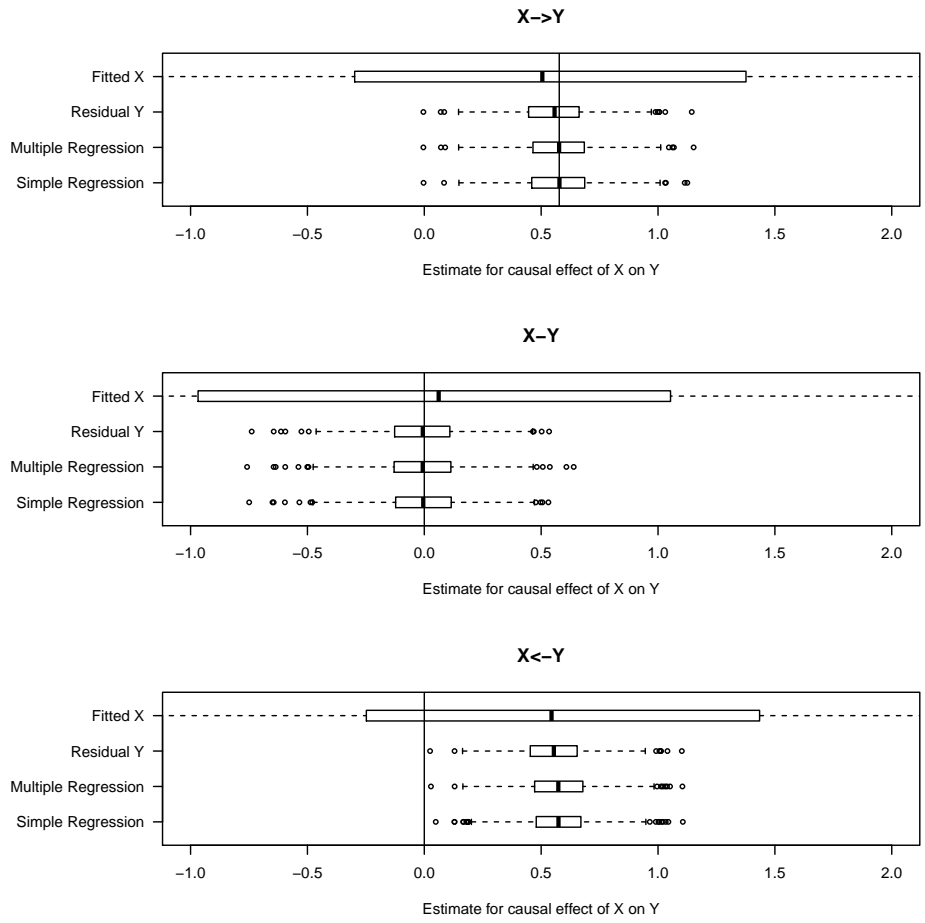 X−>Y
Fitted X
Residual Y
Multiple Regression
Simple Regression
−1.0 −0.5 0.0 0.5 1.0 1.5 2.0
Estimate for causal effect of X on Y
X−Y
Fitted X
Residual Y
Multiple Regression
Simple Regression
−1.0 −0.5 0.0 0.5 1.0 1.5 2.0
Estimate for causal effect of X on Y
X<−Y
Fitted X
Residual Y
Multiple Regression
Simple Regression
−1.0 −0.5 0.0 0.5 1.0 1.5 2.0
Estimate for causal effect of X on Y